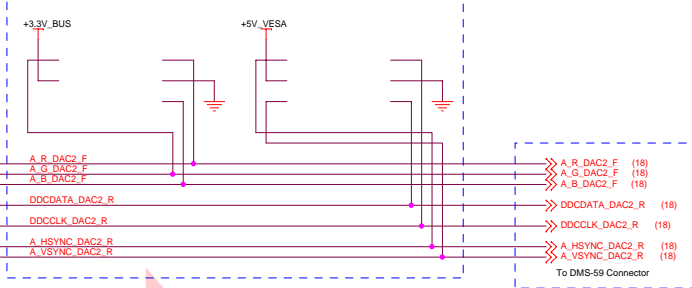 +3.3V_BUS
+5V_VESA
A_R_DAC2_F
A_G_DAC2_F
A_B_DAC2_F
DDCDATA_DAC2_R
DDCCLK_DAC2_R
A_HSYNC_DAC2_R
A_VSYNC_DAC2_R
A_R_DAC2_F (18)
A_G_DAC2_F (18)
A_B_DAC2_F (18)
DDCDATA_DAC2_R (18)
DDCCLK_DAC2_R (18)
A_HSYNC_DAC2_R (18)
A_VSYNC_DAC2_R (18)
To DMS-59 Connector